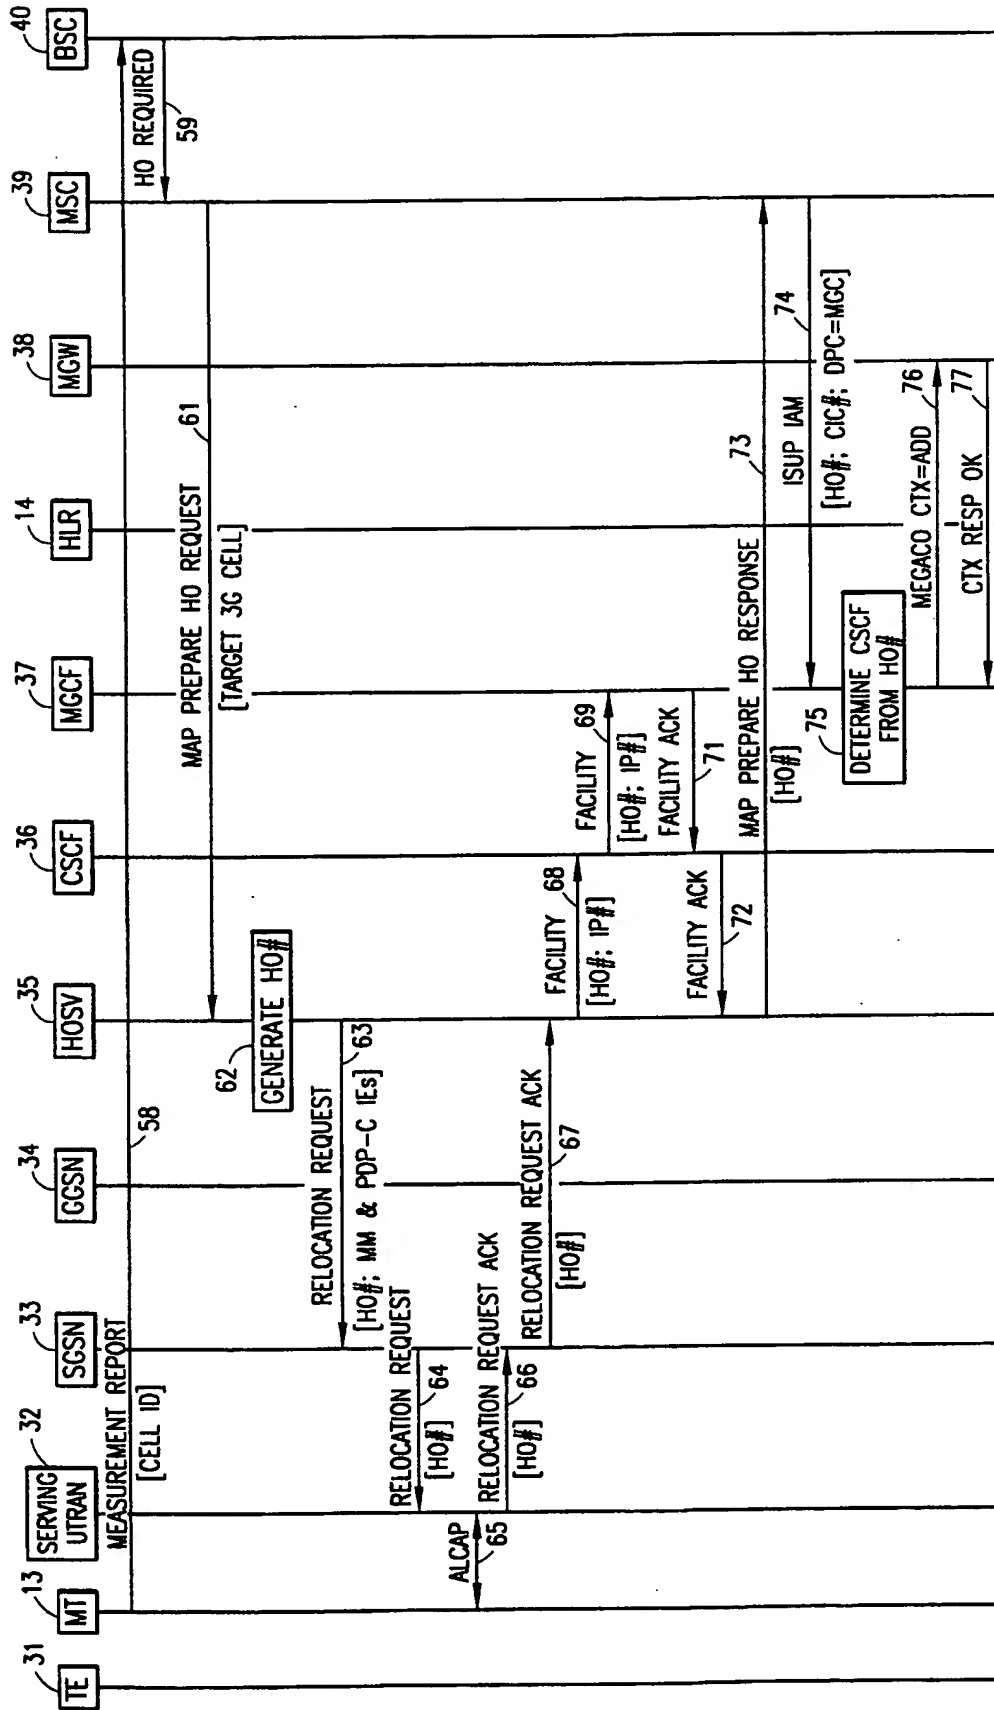 31
TE
13
MT
32
SERVING
UTRAN
33
SGSN
34
GGSN
35
HOSV
36
CSCF
37
MGCF
14
HLR
38
MGW
39
MSC
40
BSC
MEASUREMENT REPORT
58
[CELL ID]
HO REQUIRED
59
MAP PREPARE HO REQUEST
61
[TARGET 3G CELL]
62
GENERATE HO#
RELOCATION REQUEST
63
[HO#; MM & PDP-C IEs]
RELOCATION REQUEST
64
[HO#]
ALCAP
65
RELOCATION REQUEST ACK
66
[HO#]
RELOCATION REQUEST ACK
67
[HO#]
FACILITY
68
[HO#; IP#]
FACILITY
69
[HO#; IP#]
FACILITY ACK
71
FACILITY ACK
72
MAP PREPARE HO RESPONSE
73
[HO#]
74
ISUP IAM
[HO#; CIC#; DPC=MGC]
75
DETERMINE CSCF
FROM HO#
MEGACO CTX=ADD
76
CTX RESP OK
77